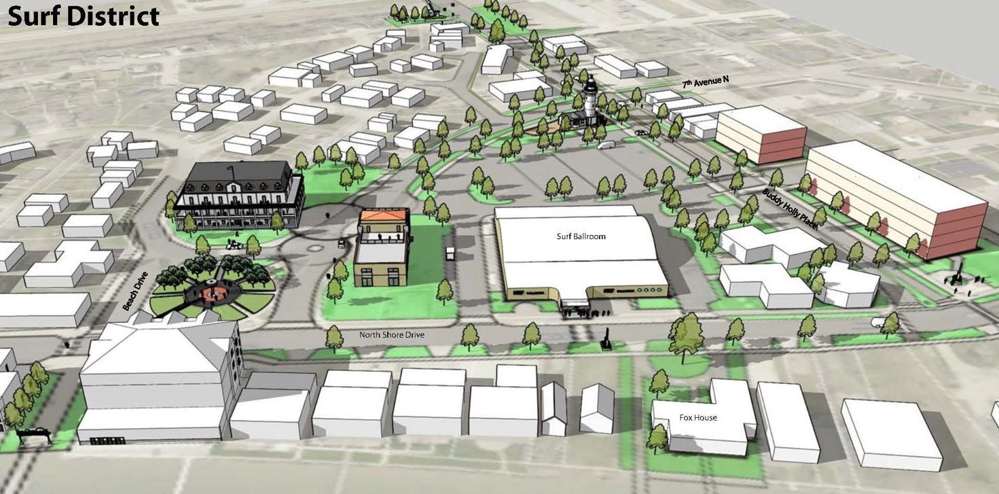 Surf District
7th Avenue N
Buddy Holly Place
Surf Ballroom
Beach Drive
North Shore Drive
Fox House